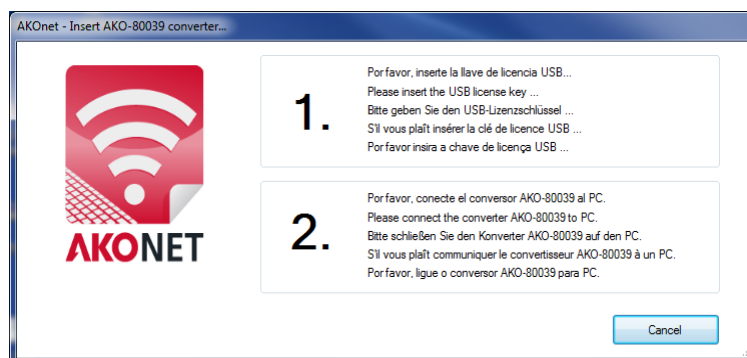 AKOnet - Insert AKO-80039 converter...
1.
Por favor, inserte la llave de licencia USB...
Please insert the USB license key ...
Bitte geben Sie den USB-Lizenzschlüssel ...
S'il vous plaît insérer la clé de licence USB ...
Por favor insira a chave de licença USB ...
AKONET
2.
Por favor, conecte el conversor AKO-80039 al PC.
Please connect the converter AKO-80039 to PC.
Bitte schließen Sie den Konverter AKO-80039 auf den PC.
S'il vous plaît communiquer le convertisseur AKO-80039 à un PC.
Por favor, ligue o conversor AKO-80039 para PC.
Cancel